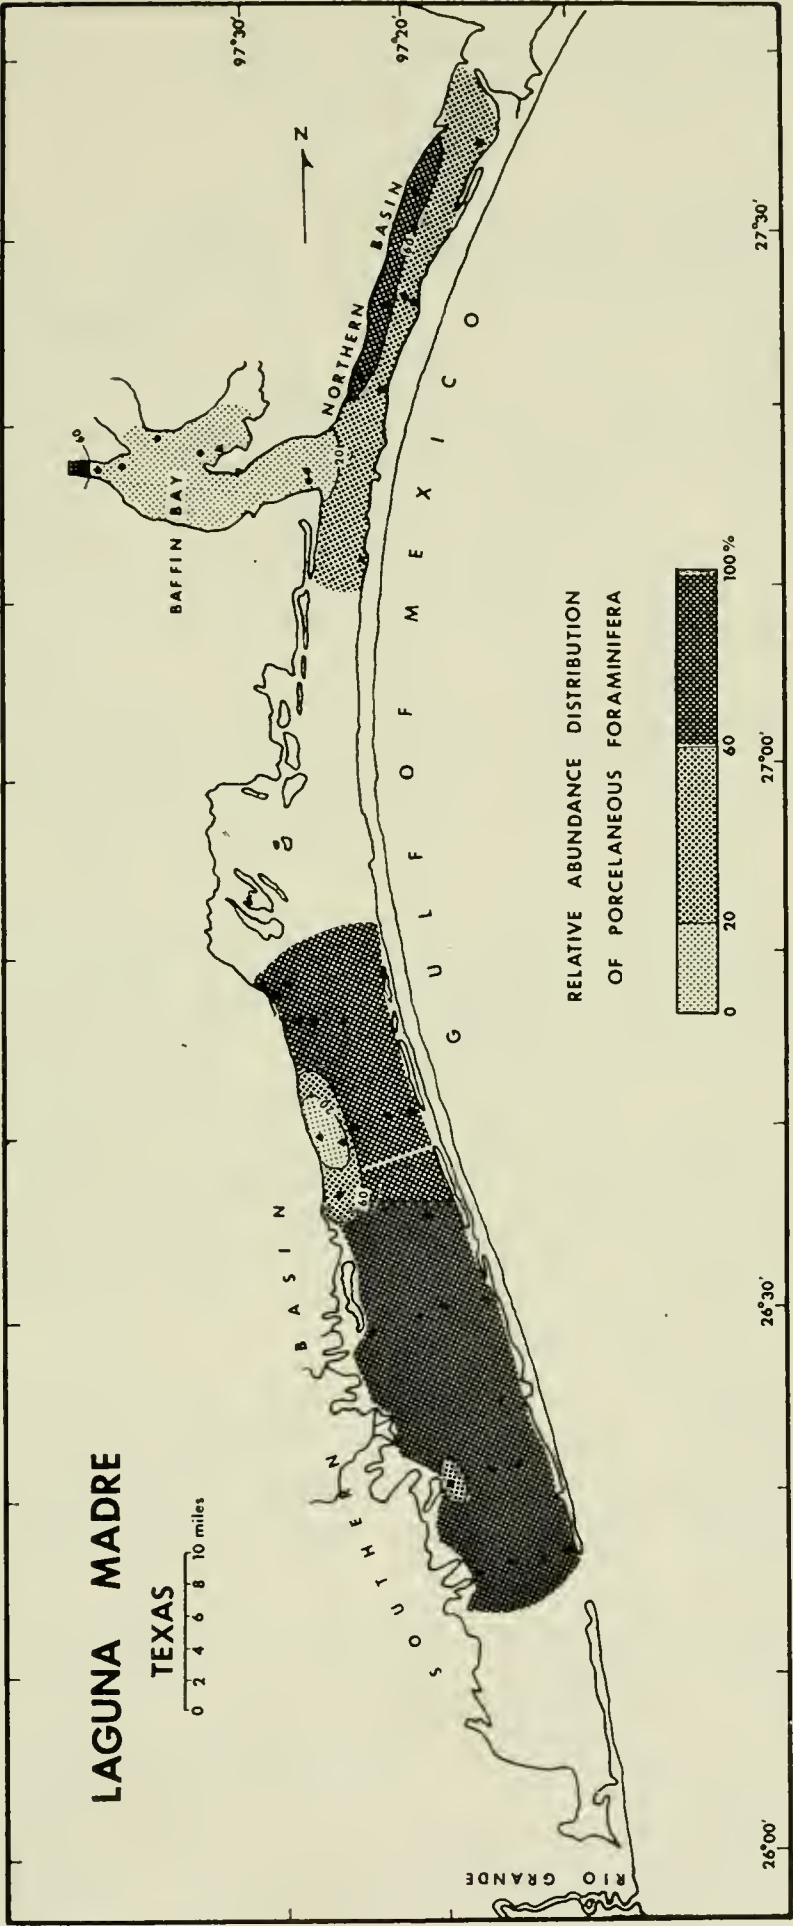 LAGUNA MADRE
TEXAS
0 2 4 6 8 10 miles
SOUTHERN BASIN
BAFFIN BAY
NORTHERN BASIN
N
GULF OF MEXICO
RIO GRANDE
60
20
60
20
60
RELATIVE ABUNDANCE DISTRIBUTION
OF PORCELANEOUS FORAMINIFERA
0 20 60 100%
97°30'
97°20'
26°00'
26°30'
27°00'
27°30'